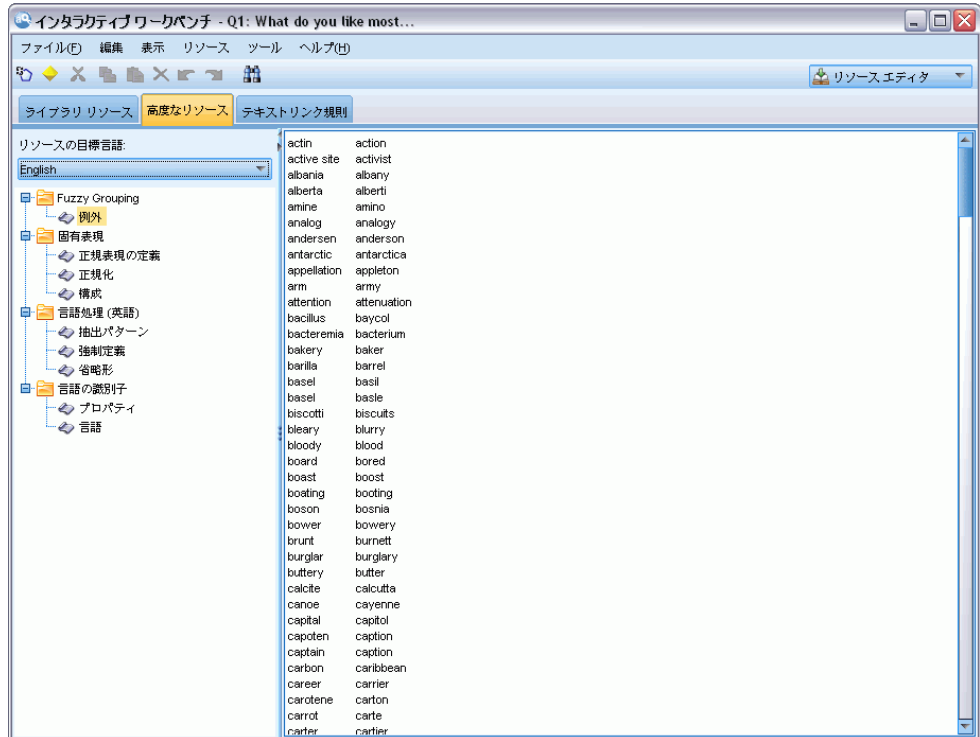 インタラクティブ ワークベンチ - Q1: What do you like most...
ファイル(F) 編集 表示 リソース ツール ヘルプ(H)
リソース エディタ
ライブラリ リソース 高度なリソース テキストリンク規則
リソースの目標言語:
English
Fuzzy Grouping
例外
固有表現
正規表現の定義
正規化
構成
言語処理 (英語)
抽出パターン
強制定義
省略形
言語の識別子
プロパティ
言語
actin action
active site activist
albania albany
alberta alberti
amine amino
analog analogy
andersen anderson
antarctic antarctica
appellation appleton
arm army
attention attenuation
bacillus baycol
bacteremia bacterium
bakery baker
barilla barrel
basel basil
basel basle
biscotti biscuits
bleary blurry
bloody blood
board bored
boast boost
boating booting
boson bosnia
bower bowery
brunt burnett
burglar burglary
buttery butter
calcite calcutta
canoe cayenne
capital capitol
capoten caption
captain caption
carbon caribbean
career carrier
carotene carton
carrot carte
carter cartier